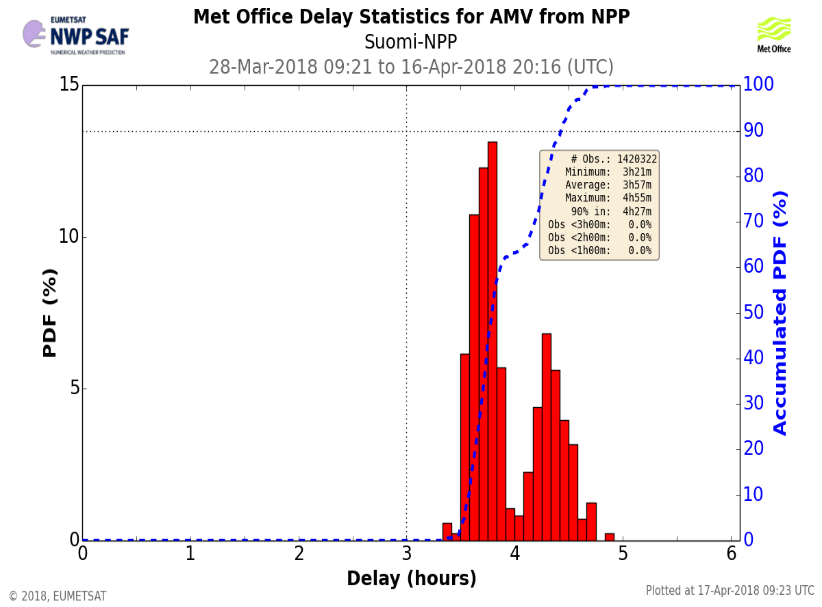 EUMETSAT
NWP SAF
NUMERICAL WEATHER PREDICTION
Met Office Delay Statistics for AMV from NPP
Suomi-NPP
28-Mar-2018 09:21 to 16-Apr-2018 20:16 (UTC)
Met Office
15
10
5
0
PDF (%)
100
90
80
70
60
50
40
30
20
10
0
Accumulated PDF (%)
# Obs.: 1420322
Minimum: 3h21m
Average: 3h57m
Maximum: 4h55m
90% in: 4h27m
Obs <3h00m: 0.0%
Obs <2h00m: 0.0%
Obs <1h00m: 0.0%
0 1 2 3 4 5 6
Delay (hours)
© 2018, EUMETSAT
Plotted at 17-Apr-2018 09:23 UTC